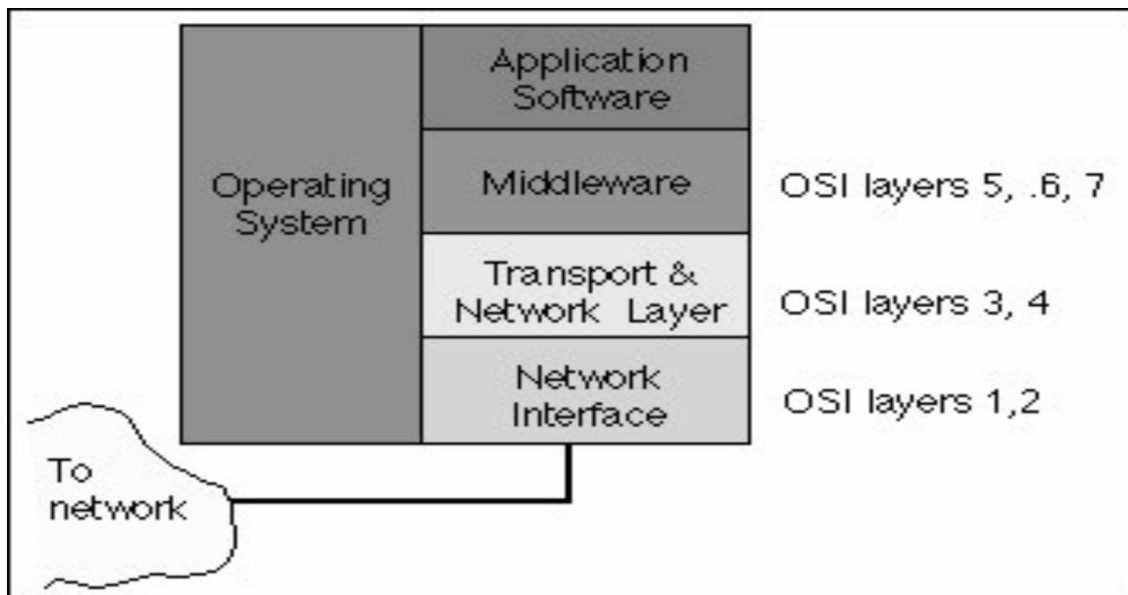 Application
Software
Operating
System
Middleware
OSI layers 5, .6, 7
Transport &
Network Layer
OSI layers 3, 4
Network
Interface
OSI layers 1,2
To
network